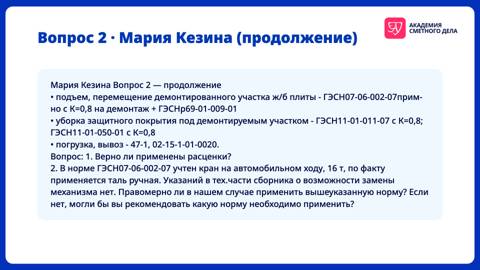 АКАДЕМИЯ
СМЕТНОГО ДЕЛА
Вопрос 2 · Мария Кезина (продолжение)
Мария Кезина Вопрос 2 — продолжение
• подъем, перемещение демонтированного участка ж/б плиты - ГЭСН07-06-002-07прим-
но с К=0,8 на демонтаж + ГЭСНр69-01-009-01
• уборка защитного покрытия под демонтируемым участком - ГЭСН11-01-011-07 с К=0,8;
ГЭСН11-01-050-01 с К=0,8
• погрузка, вывоз - 47-1, 02-15-1-01-0020.
Вопрос: 1. Верно ли применены расценки?
2. В норме ГЭСН07-06-002-07 учтен кран на автомобильном ходу, 16 т, по факту
применяется таль ручная. Указаний в тех.части сборника о возможности замены
механизма нет. Правомерно ли в нашем случае применить вышеуказанную норму? Если
нет, могли бы вы рекомендовать какую норму необходимо применить?